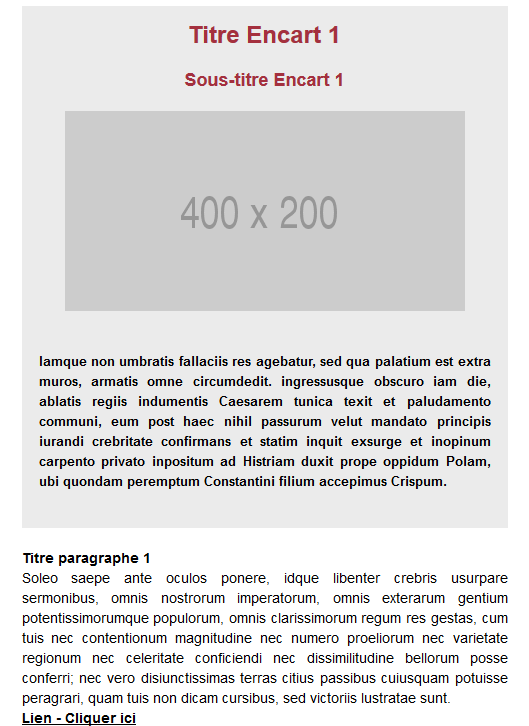 Titre Encart 1
Sous-titre Encart 1
400 x 200
Iamque non umbratis fallaciis res agebatur, sed qua palatium est extra
muros, armatis omne circumdedit. ingressusque obscuro iam die,
ablatis regiis indumentis Caesarem tunica texit et paludamento
communi, eum post haec nihil passurum velut mandato principis
iurandi crebritate confirmans et statim inquit exsurge et inopinum
carpento privato inpositum ad Histriam duxit prope oppidum Polam,
ubi quondam peremptum Constantini filium accepimus Crispum.
Titre paragraphe 1
Soleo saepe ante oculos ponere, idque libenter crebris usurpare
sermonibus, omnis nostrorum imperatorum, omnis exterarum gentium
potentissimorumque populorum, omnis clarissimorum regum res gestas, cum
tuis nec contentionum magnitudine nec numero proeliorum nec varietate
regionum nec celeritate conficiendi nec dissimilitudine bellorum posse
conferri; nec vero disiunctissimas terras citius passibus cuiusquam potuisse
peragrari, quam tuis non dicam cursibus, sed victoriis lustratae sunt.
Lien - Cliquer ici